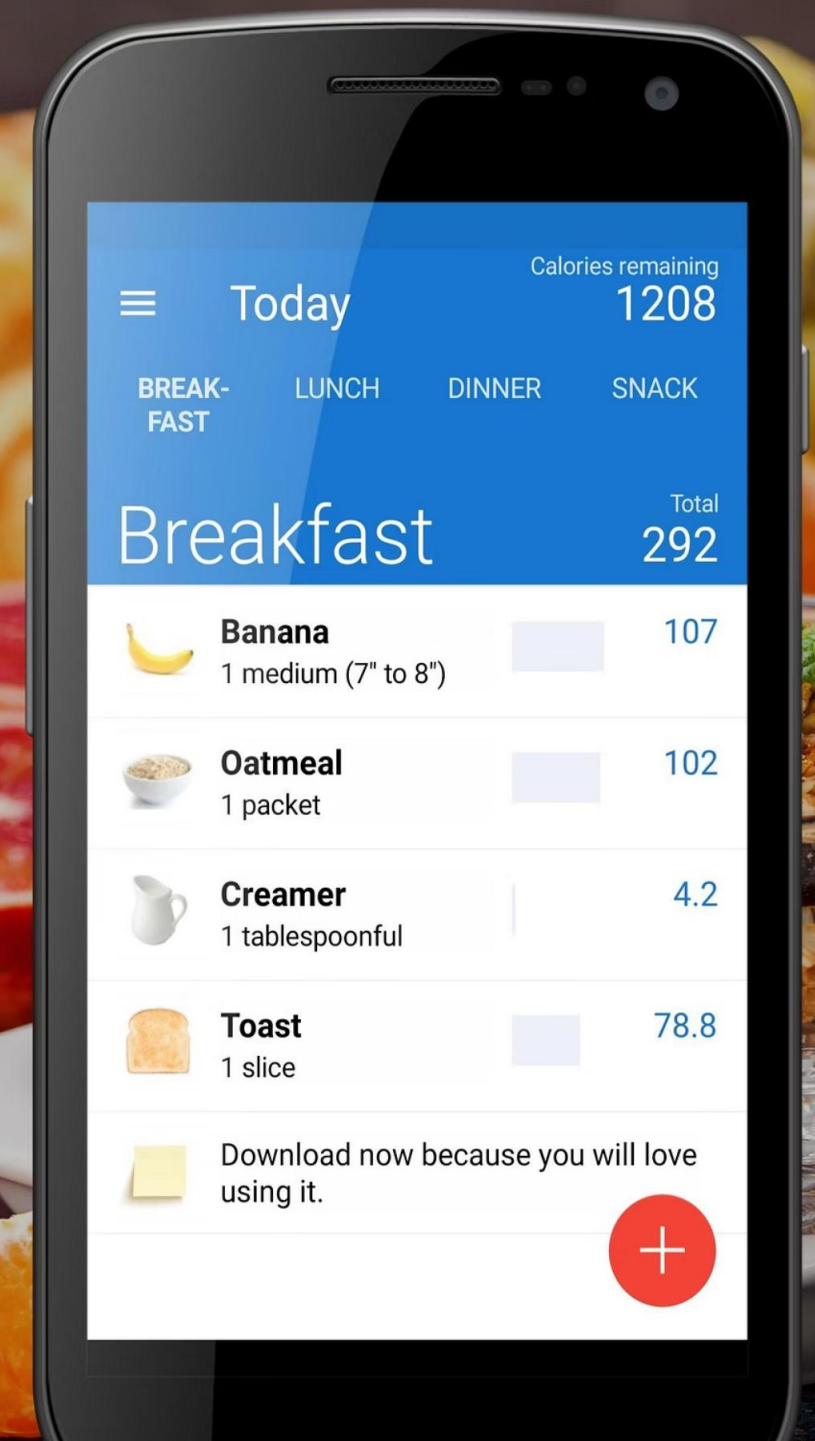 Calories remaining
Today
1208
BREAK-
FAST
LUNCH
DINNER
SNACK
Total
Breakfast
292
Banana
107
1 medium (7" to 8")
Oatmeal
102
1 packet
Creamer
4.2
1 tablespoonful
Toast
78.8
1 slice
Download now because you will love
using it.